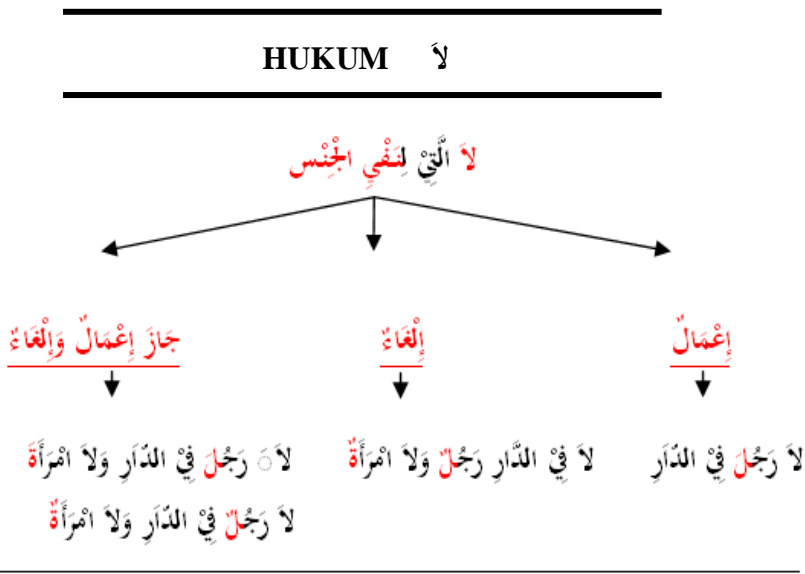 HUKUM لاَ
لاَ الَّتِيْ لِنَفْيِ الْجِنْس
إِعْمَالٌ
إِلْغَاءٌ
جَازَ إِعْمَالٌ وَإِلْغَاءٌ
لاَ رَجُلَ فِيْ الدَّارِ
لاَ فِيْ الدَّارِ رَجُلٌ وَلاَ امْرَأَةٌ
لاَ َ رَجُلَ فِيْ الدَّارِ وَلاَ امْرَأَةَ
لاَ رَجُلٌ فِيْ الدَّارِ وَلاَ امْرَأَةٌ